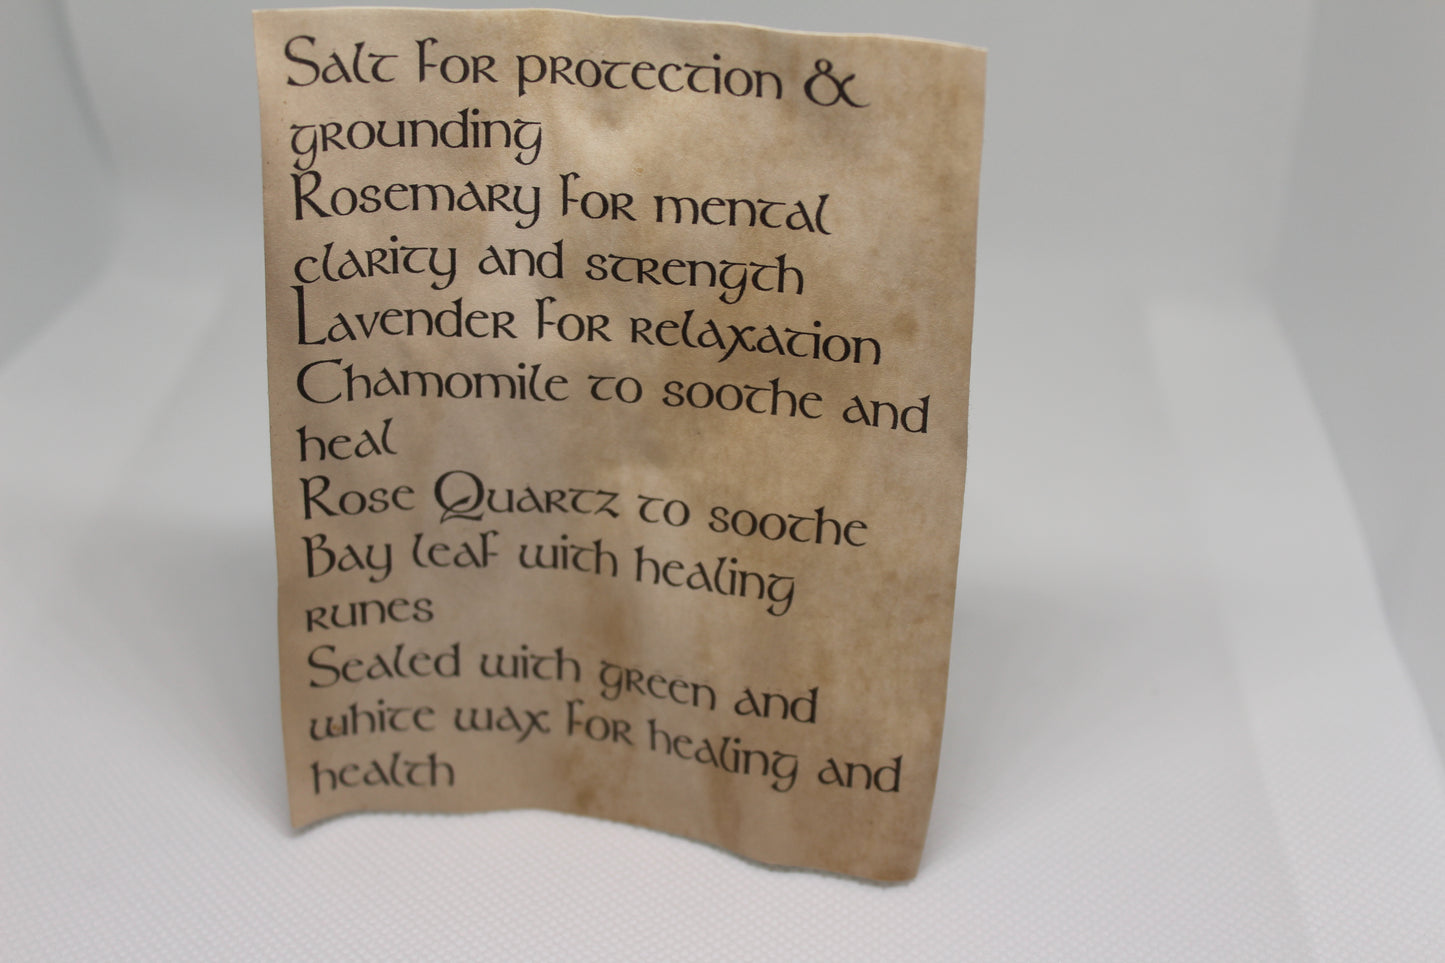 Salt for protection &
grounding
Rosemary for mental
clarity and strength
Lavender for relaxation
Chamomile to soothe and
heal
Rose Quartz to soothe
Bay leaf with healing
runes
Sealed with green and
white wax for healing and
health